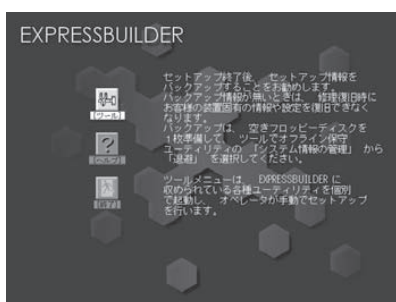 EXPRESSBUILDER
セットアップ終了後、セットアップ情報を
バックアップすることをお勧めします。
バックアップ情報が無いときは、修理復旧時に
お客様の装置固有の情報や設定を復旧できなく
なります。
バックアップは、空きフロッピーディスクを
1枚準備して、ツールでオフライン保守
ユーティリティの「システム情報の管理」から
「退避」を選択してください。
[ツール]
[ヘルプ]
[終了]
ツールメニューは、EXPRESSBUILDERに
収められている各種ユーティリティを個別
で起動し、オペレータが手動でセットアップ
を行います。